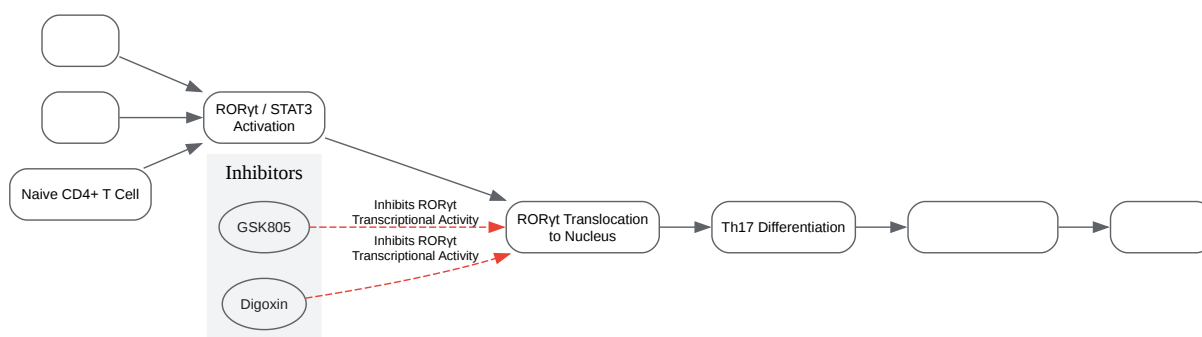 RORγt / STAT3
Activation
Naive CD4+ T Cell
Inhibitors
GSK805
Digoxin
Inhibits RORγt
Transcriptional Activity
Inhibits RORγt
Transcriptional Activity
RORγt Translocation
to Nucleus
Th17 Differentiation